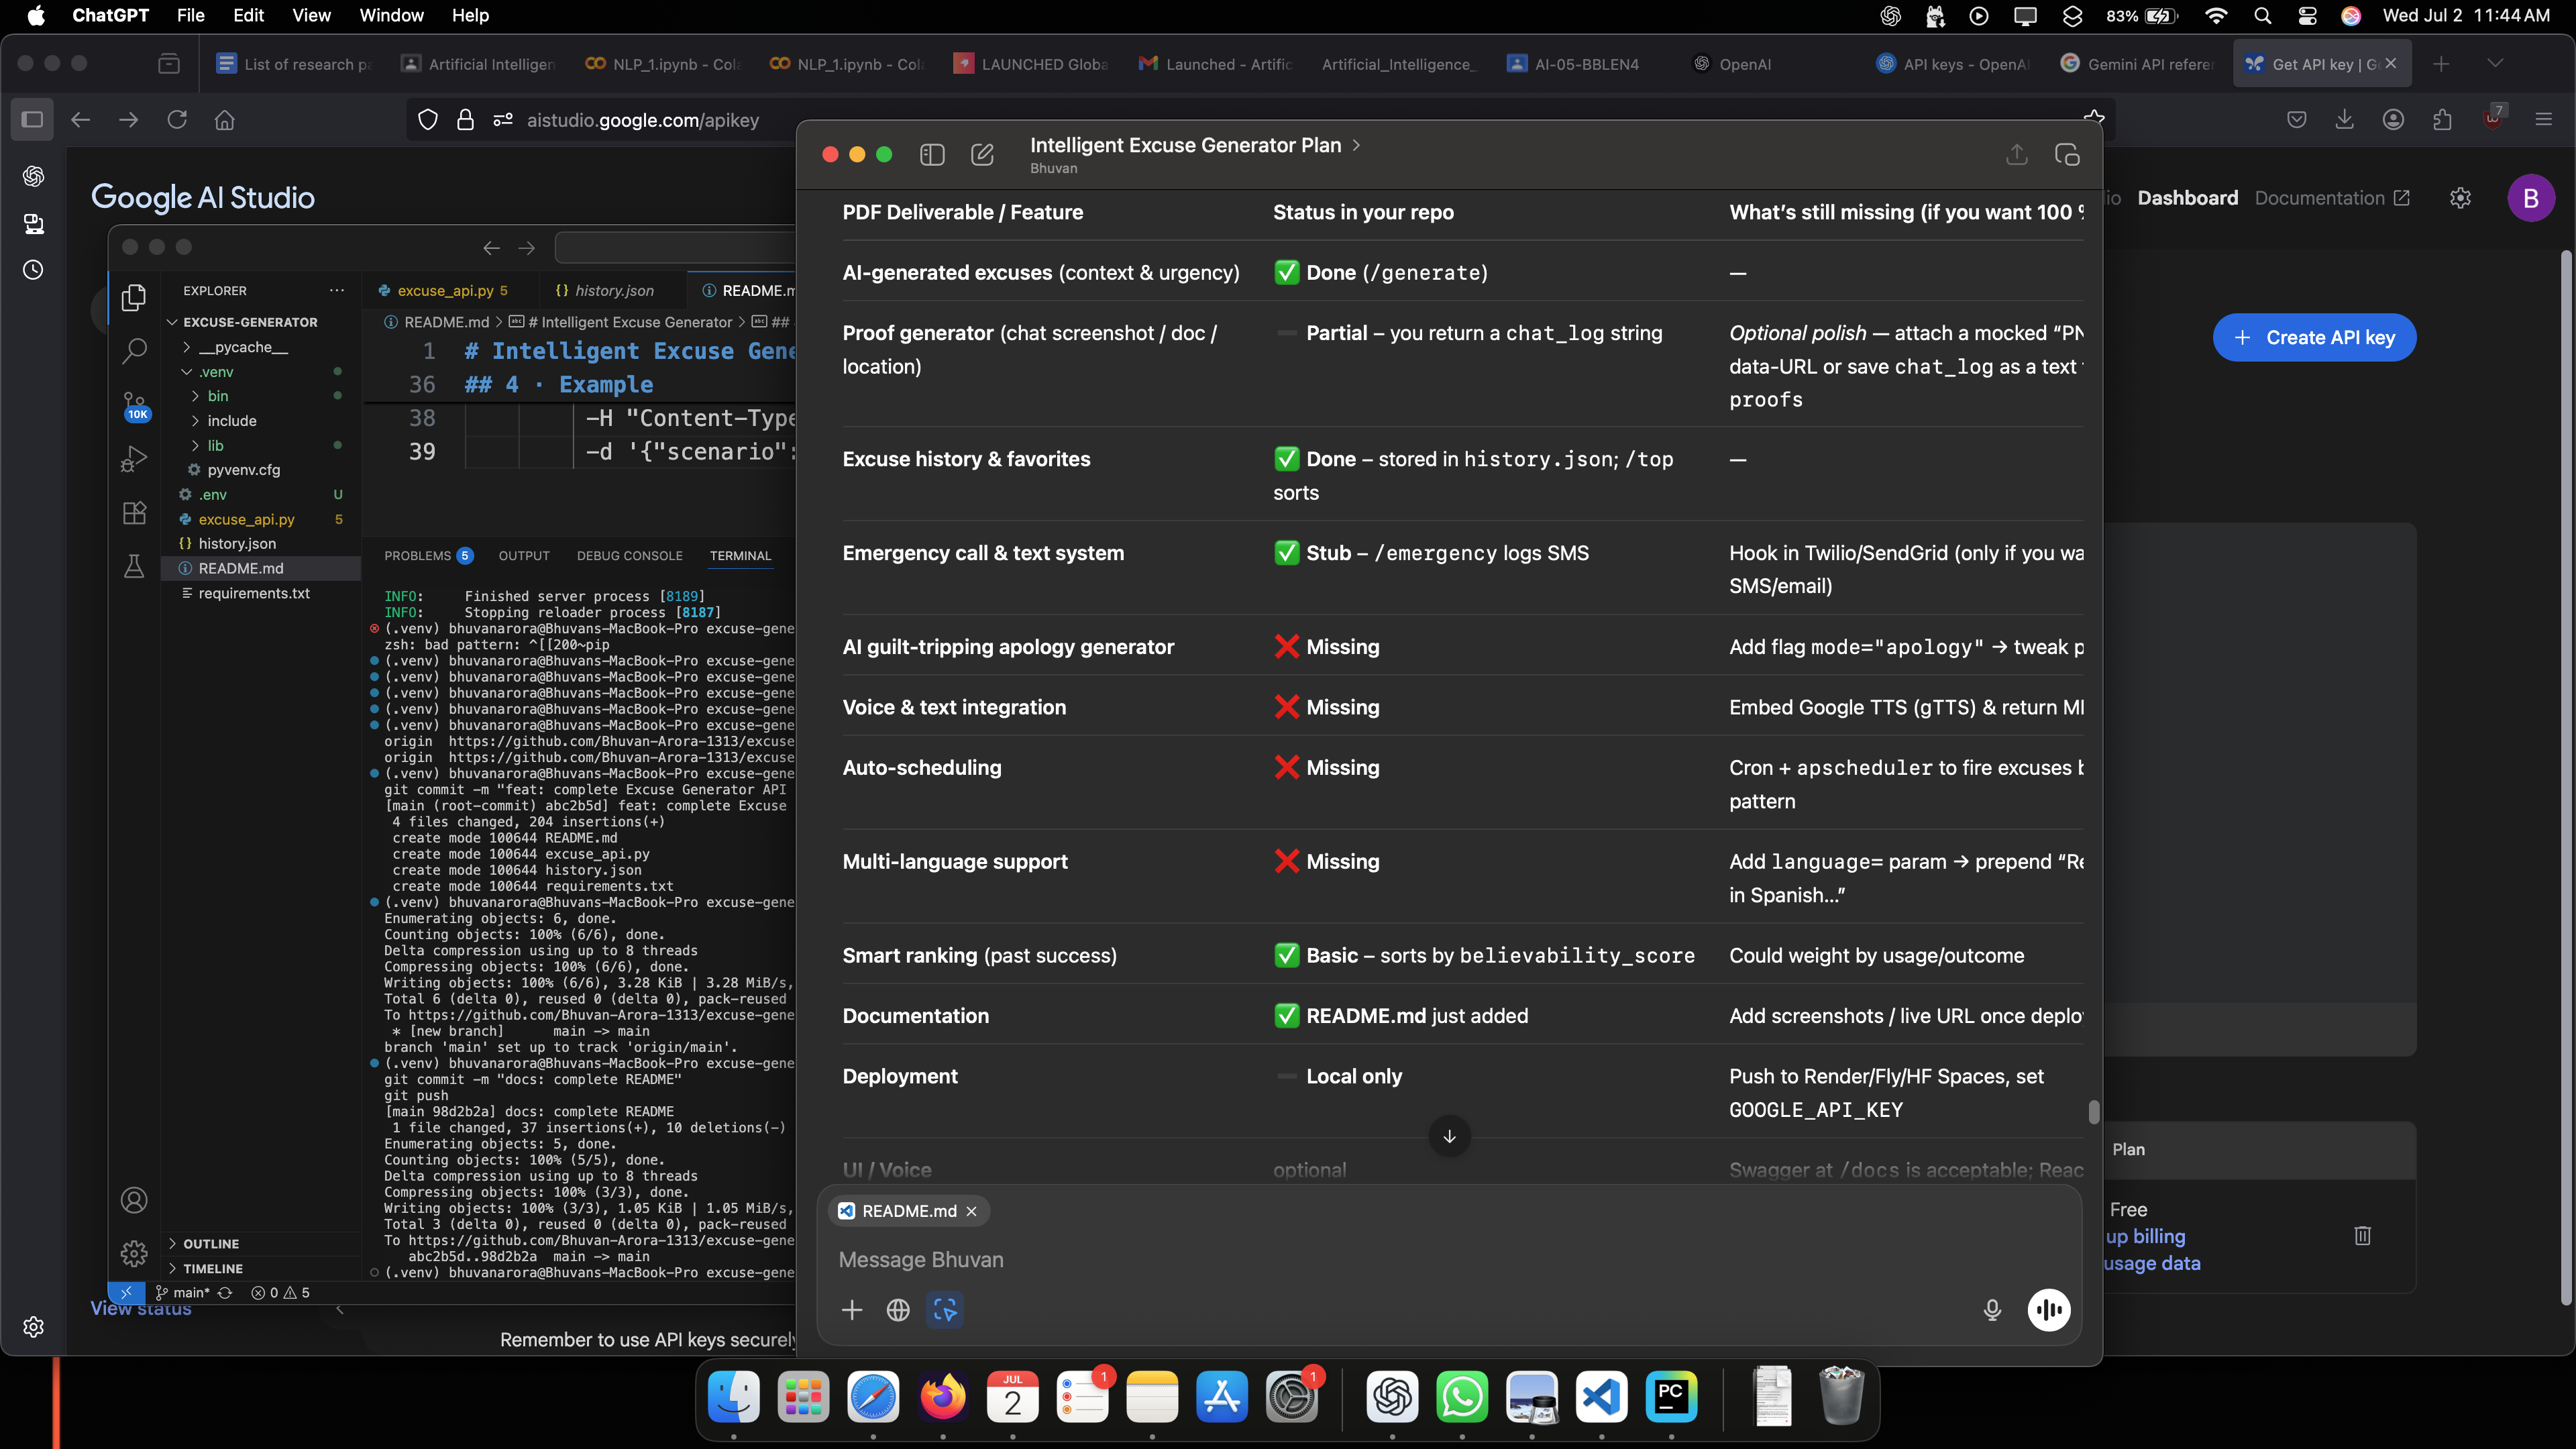 ChatGPT File Edit View Window Help 83% Wed Jul 2 11:44 AM
List of research pa
Artificial Intelligen
NLP_1.ipynb - Cola
NLP_1.ipynb - Cola
LAUNCHED Globa
Launched - Artific
Artificial_Intelligence_
AI-05-BBLEN4
OpenAI
API keys - OpenAI
Gemini API referen
Get API key | G
aistudio.google.com/apikey
7
Google AI Studio
io Dashboard Documentation B
Create API key
EXPLORER
EXCUSE-GENERATOR
__pycache__
.venv
bin
include
lib
pyvenv.cfg
.env U
excuse_api.py 5
{} history.json
README.md
requirements.txt
10K
OUTLINE
TIMELINE
main* 0 5
excuse_api.py 5 {} history.json README.m
README.md > # Intelligent Excuse Generator > ##
1 # Intelligent Excuse Gene
36 ## 4 · Example
38 -H "Content-Type
39 -d '{"scenario":
PROBLEMS 5 OUTPUT DEBUG CONSOLE TERMINAL
INFO: Finished server process [8189]
INFO: Stopping reloader process [8187]
(.venv) bhuvanarora@Bhuvans-MacBook-Pro excuse-gene
zsh: bad pattern: ^[[200~pip
(.venv) bhuvanarora@Bhuvans-MacBook-Pro excuse-gene
(.venv) bhuvanarora@Bhuvans-MacBook-Pro excuse-gene
(.venv) bhuvanarora@Bhuvans-MacBook-Pro excuse-gene
(.venv) bhuvanarora@Bhuvans-MacBook-Pro excuse-gene
(.venv) bhuvanarora@Bhuvans-MacBook-Pro excuse-gene
origin https://github.com/Bhuvan-Arora-1313/excuse
origin https://github.com/Bhuvan-Arora-1313/excuse
(.venv) bhuvanarora@Bhuvans-MacBook-Pro excuse-gene
git commit -m "feat: complete Excuse Generator API
[main (root-commit) abc2b5d] feat: complete Excuse
4 files changed, 204 insertions(+)
create mode 100644 README.md
create mode 100644 excuse_api.py
create mode 100644 history.json
create mode 100644 requirements.txt
(.venv) bhuvanarora@Bhuvans-MacBook-Pro excuse-gene
Enumerating objects: 6, done.
Counting objects: 100% (6/6), done.
Delta compression using up to 8 threads
Compressing objects: 100% (6/6), done.
Writing objects: 100% (6/6), 3.28 KiB | 3.28 MiB/s,
Total 6 (delta 0), reused 0 (delta 0), pack-reused
To https://github.com/Bhuvan-Arora-1313/excuse-gene
* [new branch] main -> main
branch 'main' set up to track 'origin/main'.
(.venv) bhuvanarora@Bhuvans-MacBook-Pro excuse-gene
git commit -m "docs: complete README"
git push
[main 98d2b2a] docs: complete README
1 file changed, 37 insertions(+), 10 deletions(-)
Enumerating objects: 5, done.
Counting objects: 100% (5/5), done.
Delta compression using up to 8 threads
Compressing objects: 100% (3/3), done.
Writing objects: 100% (3/3), 1.05 KiB | 1.05 MiB/s,
Total 3 (delta 0), reused 0 (delta 0), pack-reused
To https://github.com/Bhuvan-Arora-1313/excuse-gene
abc2b5d..98d2b2a main -> main
(.venv) bhuvanarora@Bhuvans-MacBook-Pro excuse-gene
View status
Remember to use API keys securely
Intelligent Excuse Generator Plan >
Bhuvan
PDF Deliverable / Feature Status in your repo What's still missing (if you want 100 %
AI-generated excuses (context & urgency) ✅ Done (/generate) —
Proof generator (chat screenshot / doc / ➖ Partial – you return a chat_log string Optional polish — attach a mocked “PN
location) data-URL or save chat_log as a text
proofs
Excuse history & favorites ✅ Done – stored in history.json; /top —
sorts
Emergency call & text system ✅ Stub – /emergency logs SMS Hook in Twilio/SendGrid (only if you wa
SMS/email)
AI guilt-tripping apology generator ❌ Missing Add flag mode="apology" → tweak p
Voice & text integration ❌ Missing Embed Google TTS (gTTS) & return M
Auto-scheduling ❌ Missing Cron + apscheduler to fire excuses b
pattern
Multi-language support ❌ Missing Add language= param → prepend “Re
in Spanish…”
Smart ranking (past success) ✅ Basic – sorts by believability_score Could weight by usage/outcome
Documentation ✅ README.md just added Add screenshots / live URL once deplo
Deployment ➖ Local only Push to Render/Fly/HF Spaces, set
GOOGLE_API_KEY
UI / Voice optional Swagger at /docs is acceptable; Reac
README.md ×
Message Bhuvan
Plan
Free
up billing
usage data
JUL
2
1
1
PC